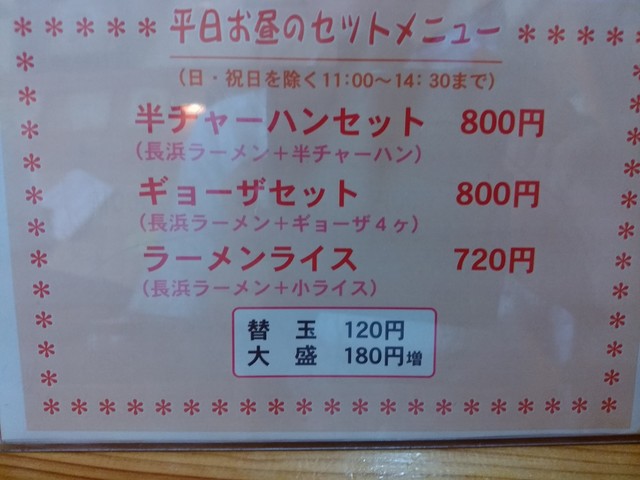 平日お昼のセットメニュー
(日・祝日を除く11:00～14:30まで)
半チャーハンセット 800円
(長浜ラーメン＋半チャーハン)
ギョーザセット 800円
(長浜ラーメン＋ギョーザ4ヶ)
ラーメンライス 720円
(長浜ラーメン＋小ライス)
替玉 120円
大盛 180円増